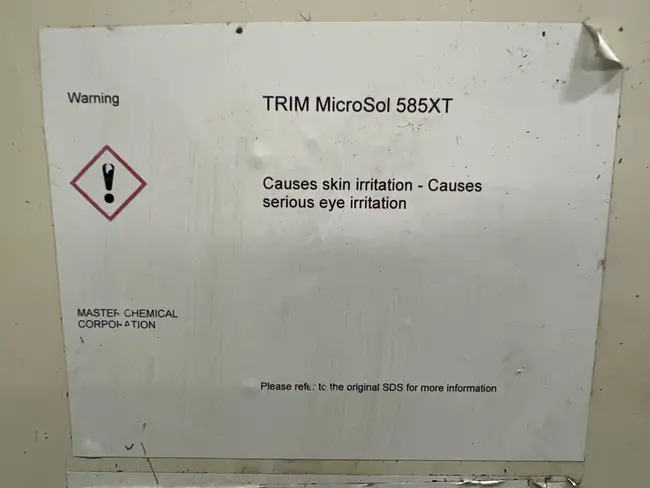 Warning
TRIM MicroSol 585XT
Causes skin irritation - Causes
serious eye irritation
MASTER CHEMICAL
CORPORATION
Please refer to the original SDS for more information